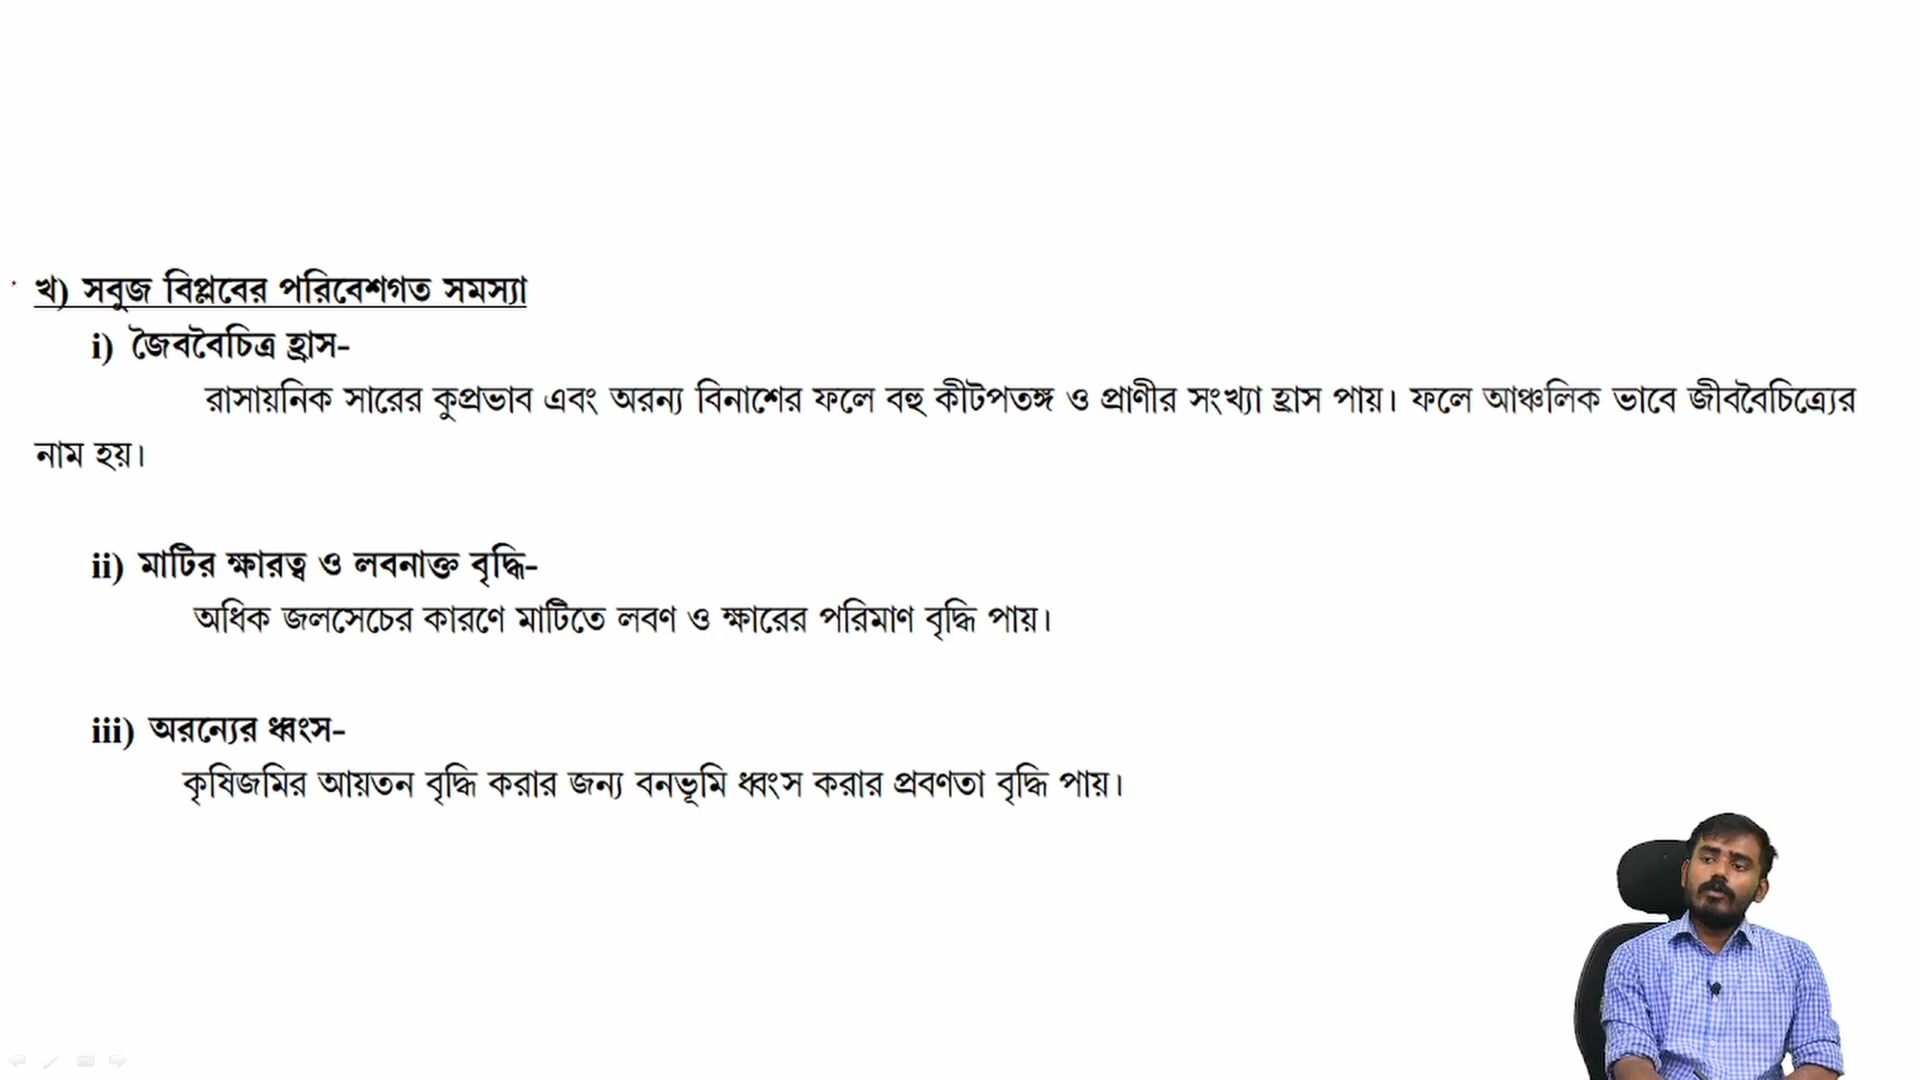 খ) সবুজ বিপ্লবের পরিবেশগত সমস্যা
i) জৈববৈচিত্র হ্রাস-
রাসায়নিক সারের কুপ্রভাব এবং অরন্য বিনাশের ফলে বহু কীটপতঙ্গ ও প্রাণীর সংখ্যা হ্রাস পায়। ফলে আঞ্চলিক ভাবে জীববৈচিত্র্যের
নাম হয়।
ii) মাটির ক্ষারত্ব ও লবনাক্ত বৃদ্ধি-
অধিক জলসেচের কারণে মাটিতে লবণ ও ক্ষারের পরিমাণ বৃদ্ধি পায়।
iii) অরন্যের ধ্বংস-
কৃষিজমির আয়তন বৃদ্ধি করার জন্য বনভূমি ধ্বংস করার প্রবণতা বৃদ্ধি পায়।